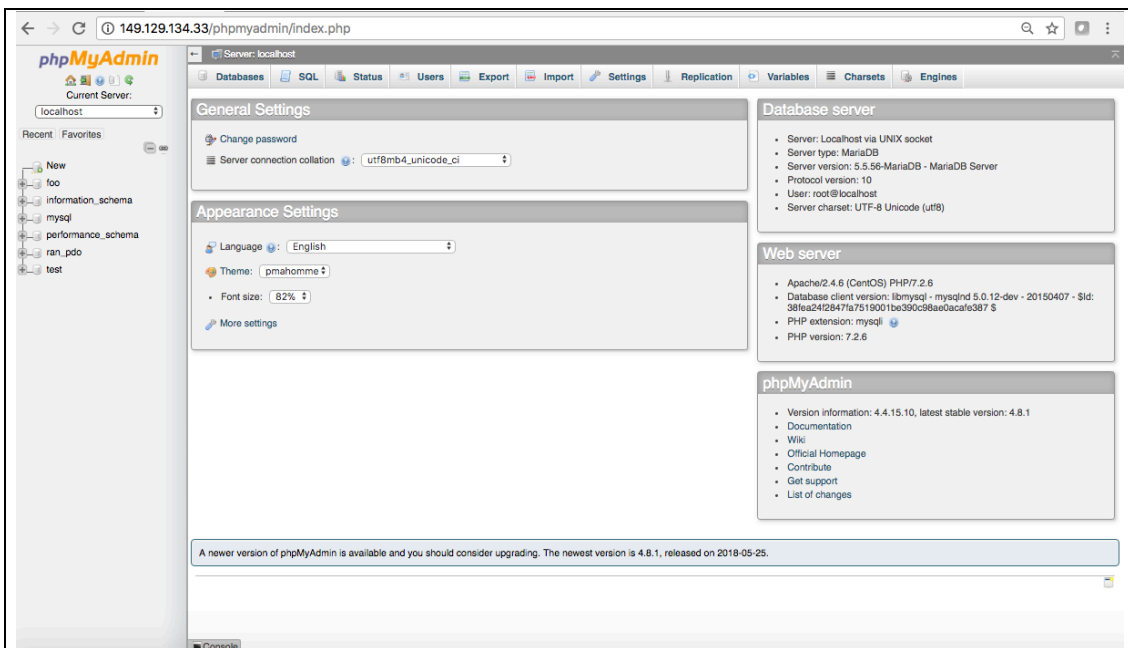 149.129.134.33/phpmyadmin/index.php
phpMyAdmin
Current Server:
localhost
Recent Favorites
New
foo
information_schema
mysql
performance_schema
ran_pdo
test
Server: localhost
Databases SQL Status Users Export Import Settings Replication Variables Charsets Engines
General Settings
Change password
Server connection collation : utf8mb4_unicode_ci
Appearance Settings
Language : English
Theme: pmahomme
• Font size: 82%
More settings
Database server
• Server: Localhost via UNIX socket
• Server type: MariaDB
• Server version: 5.5.56-MariaDB - MariaDB Server
• Protocol version: 10
• User: root@localhost
• Server charset: UTF-8 Unicode (utf8)
Web server
• Apache/2.4.6 (CentOS) PHP/7.2.6
• Database client version: libmysql - mysqlnd 5.0.12-dev - 20150407 - $Id:
38fea24f2847fa7519001be390c98ae0acafe387 $
• PHP extension: mysqli
• PHP version: 7.2.6
phpMyAdmin
• Version information: 4.4.15.10, latest stable version: 4.8.1
• Documentation
• Wiki
• Official Homepage
• Contribute
• Get support
• List of changes
A newer version of phpMyAdmin is available and you should consider upgrading. The newest version is 4.8.1, released on 2018-05-25.
Console